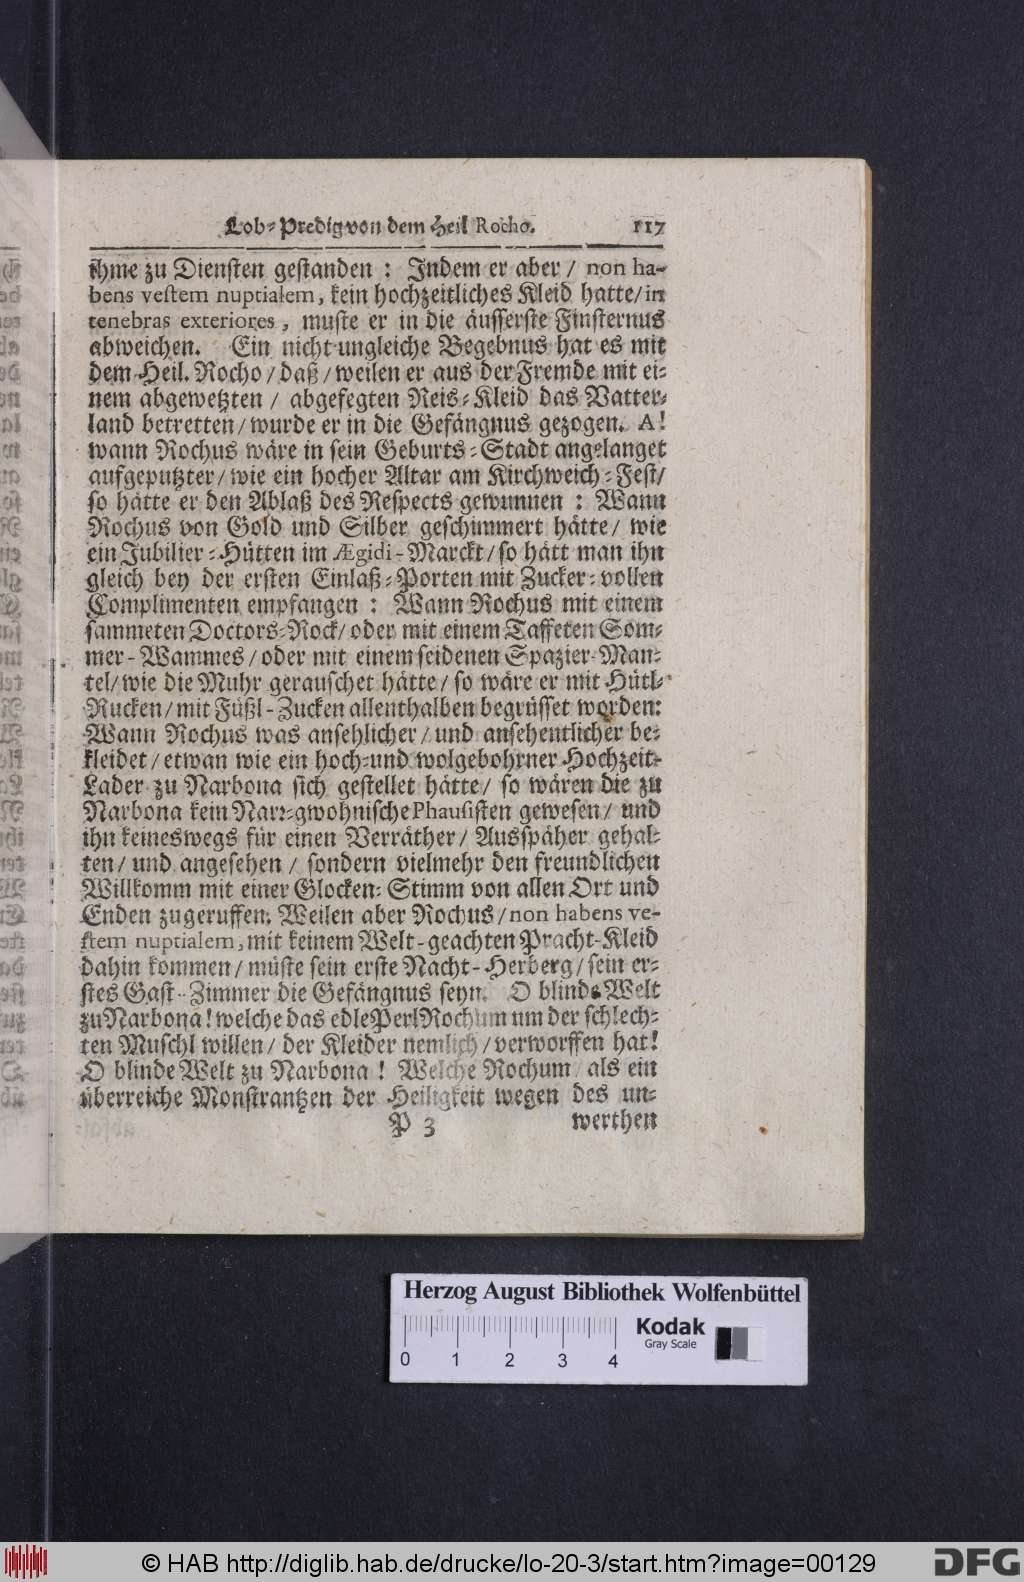 Lob-Predig von dem Heil Rocho. 117
ihme zu Diensten gestanden : Indem er aber / non ha-
bens vestem nuptialem, kein hochzeitliches Kleid hatte/in
tenebras exteriores, muste er in die äusserste Finsternus
abweichen. Ein nicht ungleiche Begebnus hat es mit
dem Heil. Rocho / daß / weilen er aus der Fremde mit ei-
nem abgewetzten / abgefegten Reis-Kleid das Vatter-
land betretten / wurde er in die Gefängnus gezogen. A!
wann Rochus wäre in sein Geburts-Stadt angelanget
aufgeputzter / wie ein hocher Altar am Kirchweich-Fest/
so hätte er den Ablaß des Respects gewunnen : Wann
Rochus von Gold und Silber geschimmert hätte / wie
ein Jubilier-Hütten im Ægidi-Marckt / so hätt man ihn
gleich bey der ersten Einlaß-Porten mit Zucker-vollen
Complimenten empfangen : Wann Rochus mit einem
sammeten Doctors-Rock / oder mit einem Taffeten Som-
mer-Wammes / oder mit einem seidenen Spazier-Man-
tel / wie die Muhr gerauschet hätte / so wäre er mit Hütl-
Rucken / mit Füßl-Zucken allenthalben begrüsset worden:
Wann Rochus was ansehlicher / und ansehentlicher be-
kleidet / etwan wie ein hoch-und wolgebohrner Hochzeit-
Lader zu Narbona sich gestellet hätte / so wären die zu
Narbona kein Narr-gwohnische Phausisten gewesen / und
ihn keineswegs für einen Verräther / Ausspäher gehal-
ten / und angesehen / sondern vielmehr den freundlichen
Willkomm mit einer Glocken-Stimm von allen Ort und
Enden zugeruffen. Weilen aber Rochus / non habens ve-
stem nuptialem, mit keinem Welt-geachten Pracht-Kleid
dahin kommen / müste sein erste Nacht-Herberg / sein er-
stes Gast-Zimmer die Gefängnus seyn. O blinde Welt
zu Narbona ! welche das edle Perl Rochum um der schlech-
ten Muschl willen / der Kleider nemlich / verworffen hat!
O blinde Welt zu Narbona ! Welche Rochum / als ein
überreiche Monstrantzen der Heiligkeit wegen des un-
P 3 werthen
Herzog August Bibliothek Wolfenbüttel
Kodak
Gray Scale
0 1 2 3 4
© HAB http://diglib.hab.de/drucke/lo-20-3/start.htm?image=00129
DFG